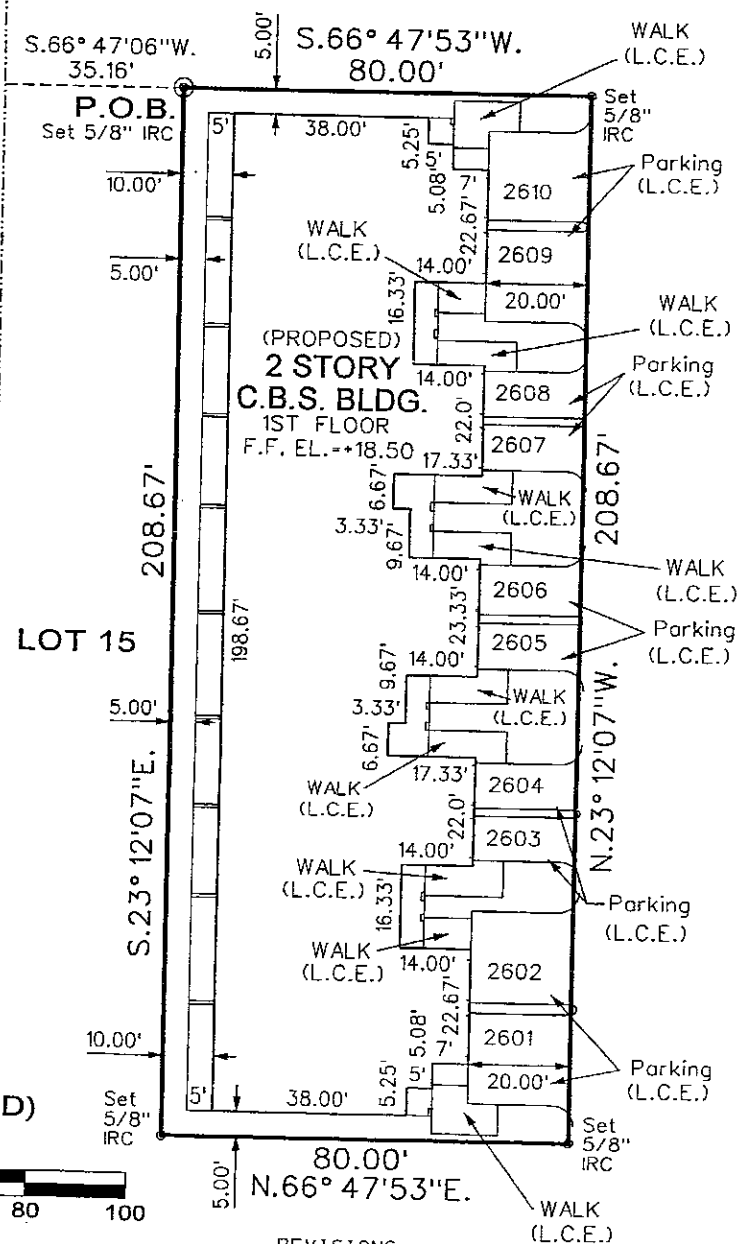 S.66° 47'06"W.
35.16'
5.00'
S.66° 47'53"W.
80.00'
WALK
(L.C.E.)
P.O.B.
Set 5/8" IRC
Set
5/8"
IRC
5'
38.00'
5.25'
5'
5.08'
7'
10.00'
2610
Parking
(L.C.E.)
22.67'
WALK
(L.C.E.)
2609
5.00'
14.00'
20.00'
16.33'
WALK
(L.C.E.)
(PROPOSED)
2 STORY
C.B.S. BLDG.
1ST FLOOR
F.F. EL.=+18.50
14.00'
2608
Parking
(L.C.E.)
22.0'
2607
17.33'
6.67'
WALK
(L.C.E.)
3.33'
9.67'
14.00'
WALK
(L.C.E.)
208.67'
208.67'
2606
23.33'
2605
Parking
(L.C.E.)
LOT 15
198.67'
14.00'
9.67'
WALK
(L.C.E.)
3.33'
5.00'
6.67'
WALK
(L.C.E.)
17.33'
2604
S.23° 12'07"E.
N.23° 12'07"W.
22.0'
2603
14.00'
WALK
(L.C.E.)
16.33'
Parking
(L.C.E.)
WALK
(L.C.E.)
14.00'
2602
22.67'
2601
10.00'
5.08'
7'
5'
5.25'
20.00'
Parking
(L.C.E.)
D)
Set
5/8"
IRC
5'
38.00'
Set
5/8"
IRC
80.00'
5.00'
N.66° 47'53"E.
80
100
WALK
(L.C.E.)
REVISIONS